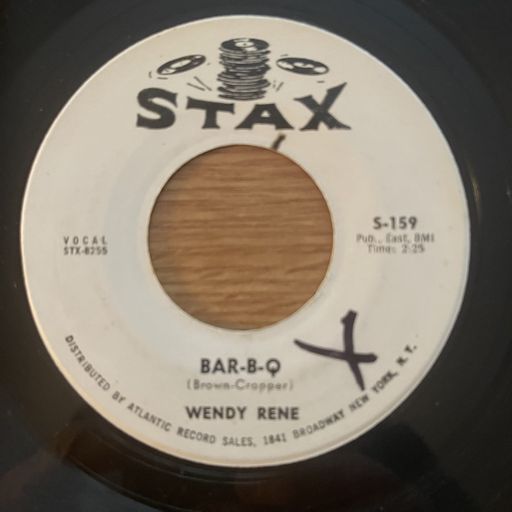 STAX
VOCAL
STX-8255
S-159
Pub., East, BMI
Time: 2:25
BAR-B-Q
(Brown-Cropper)
WENDY RENE
DISTRIBUTED BY ATLANTIC RECORD SALES, 1841 BROADWAY NEW YORK, N. Y.